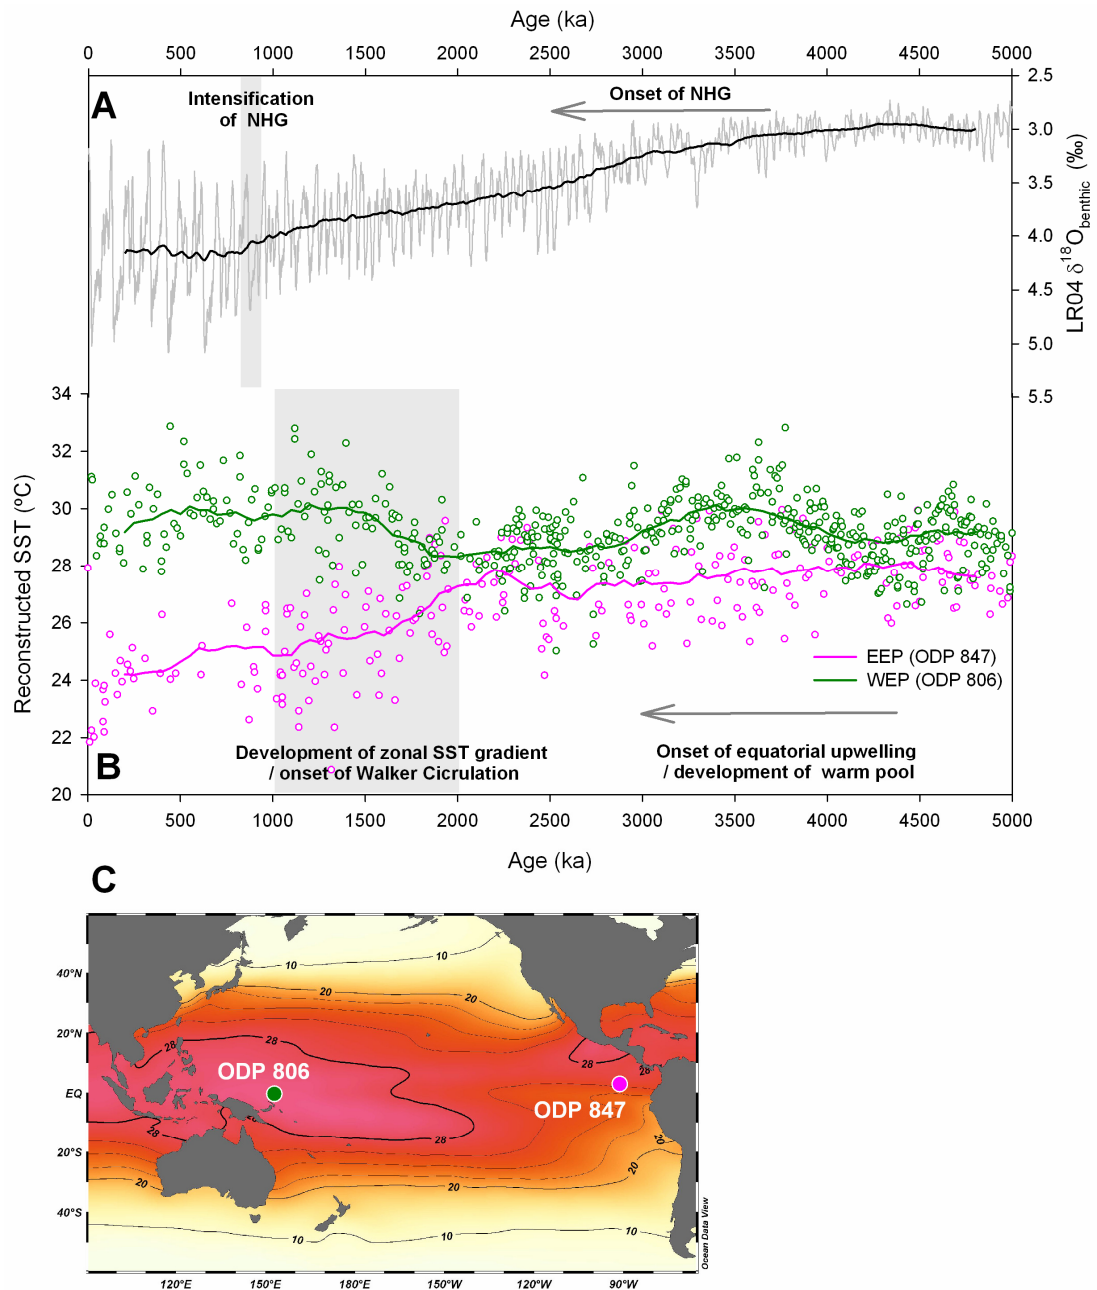 Age (ka)
0 500 1000 1500 2000 2500 3000 3500 4000 4500 5000
A
Intensification
of NHG
Onset of NHG
2.5
3.0
3.5
4.0
4.5
5.0
5.5
LR04 δ18Obenthic (‰)
34
32
30
28
26
24
22
20
Reconstructed SST (ºC)
EEP (ODP 847)
WEP (ODP 806)
B
Development of zonal SST gradient
/ onset of Walker Cicrulation
Onset of equatorial upwelling
/ development of warm pool
0 500 1000 1500 2000 2500 3000 3500 4000 4500 5000
Age (ka)
C
40°N
20°N
EQ
20°S
40°S
10
10
20
20
28
28
28
28
ODP 806
ODP 847
28
28
20
20
20
20
10
10
10
120°E 150°E 180°E 150°W 120°W 90°W
Ocean Data View